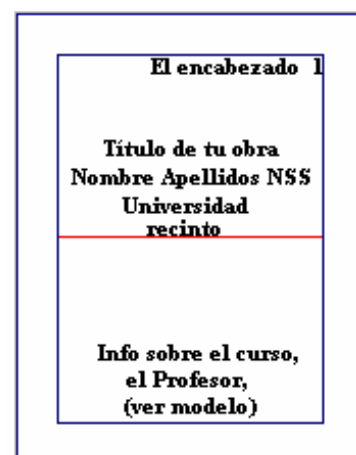 El encabezado 1
Título de tu obra
Nombre Apellidos NSS
Universidad
recinto
Info sobre el curso,
el Profesor,
(ver modelo)